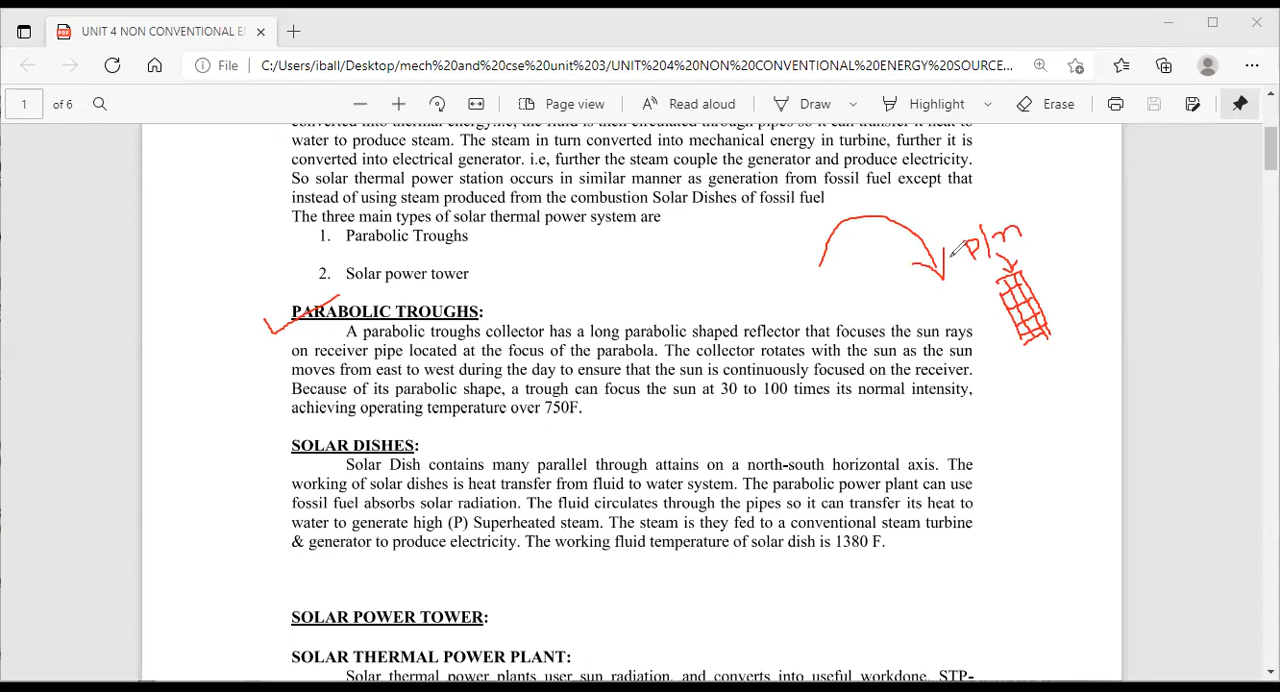 UNIT 4 NON CONVENTIONAL E
File C:/Users/iball/Desktop/mech%20and%20cse%20unit%203/UNIT%204%20NON%20CONVENTIONAL%20ENERGY%20SOURCE...
1 of 6 Page view Read aloud Draw Highlight Erase
water to produce steam. The steam in turn converted into mechanical energy in turbine, further it is
converted into electrical generator. i.e, further the steam couple the generator and produce electricity.
So solar thermal power station occurs in similar manner as generation from fossil fuel except that
instead of using steam produced from the combustion Solar Dishes of fossil fuel
The three main types of solar thermal power system are
1. Parabolic Troughs
P/n
2. Solar power tower
PARABOLIC TROUGHS:
A parabolic troughs collector has a long parabolic shaped reflector that focuses the sun rays
on receiver pipe located at the focus of the parabola. The collector rotates with the sun as the sun
moves from east to west during the day to ensure that the sun is continuously focused on the receiver.
Because of its parabolic shape, a trough can focus the sun at 30 to 100 times its normal intensity,
achieving operating temperature over 750F.
SOLAR DISHES:
Solar Dish contains many parallel through attains on a north-south horizontal axis. The
working of solar dishes is heat transfer from fluid to water system. The parabolic power plant can use
fossil fuel absorbs solar radiation. The fluid circulates through the pipes so it can transfer its heat to
water to generate high (P) Superheated steam. The steam is they fed to a conventional steam turbine
& generator to produce electricity. The working fluid temperature of solar dish is 1380 F.
SOLAR POWER TOWER:
SOLAR THERMAL POWER PLANT:
Solar thermal power plants user sun radiation, and converts into useful workdone. STP-